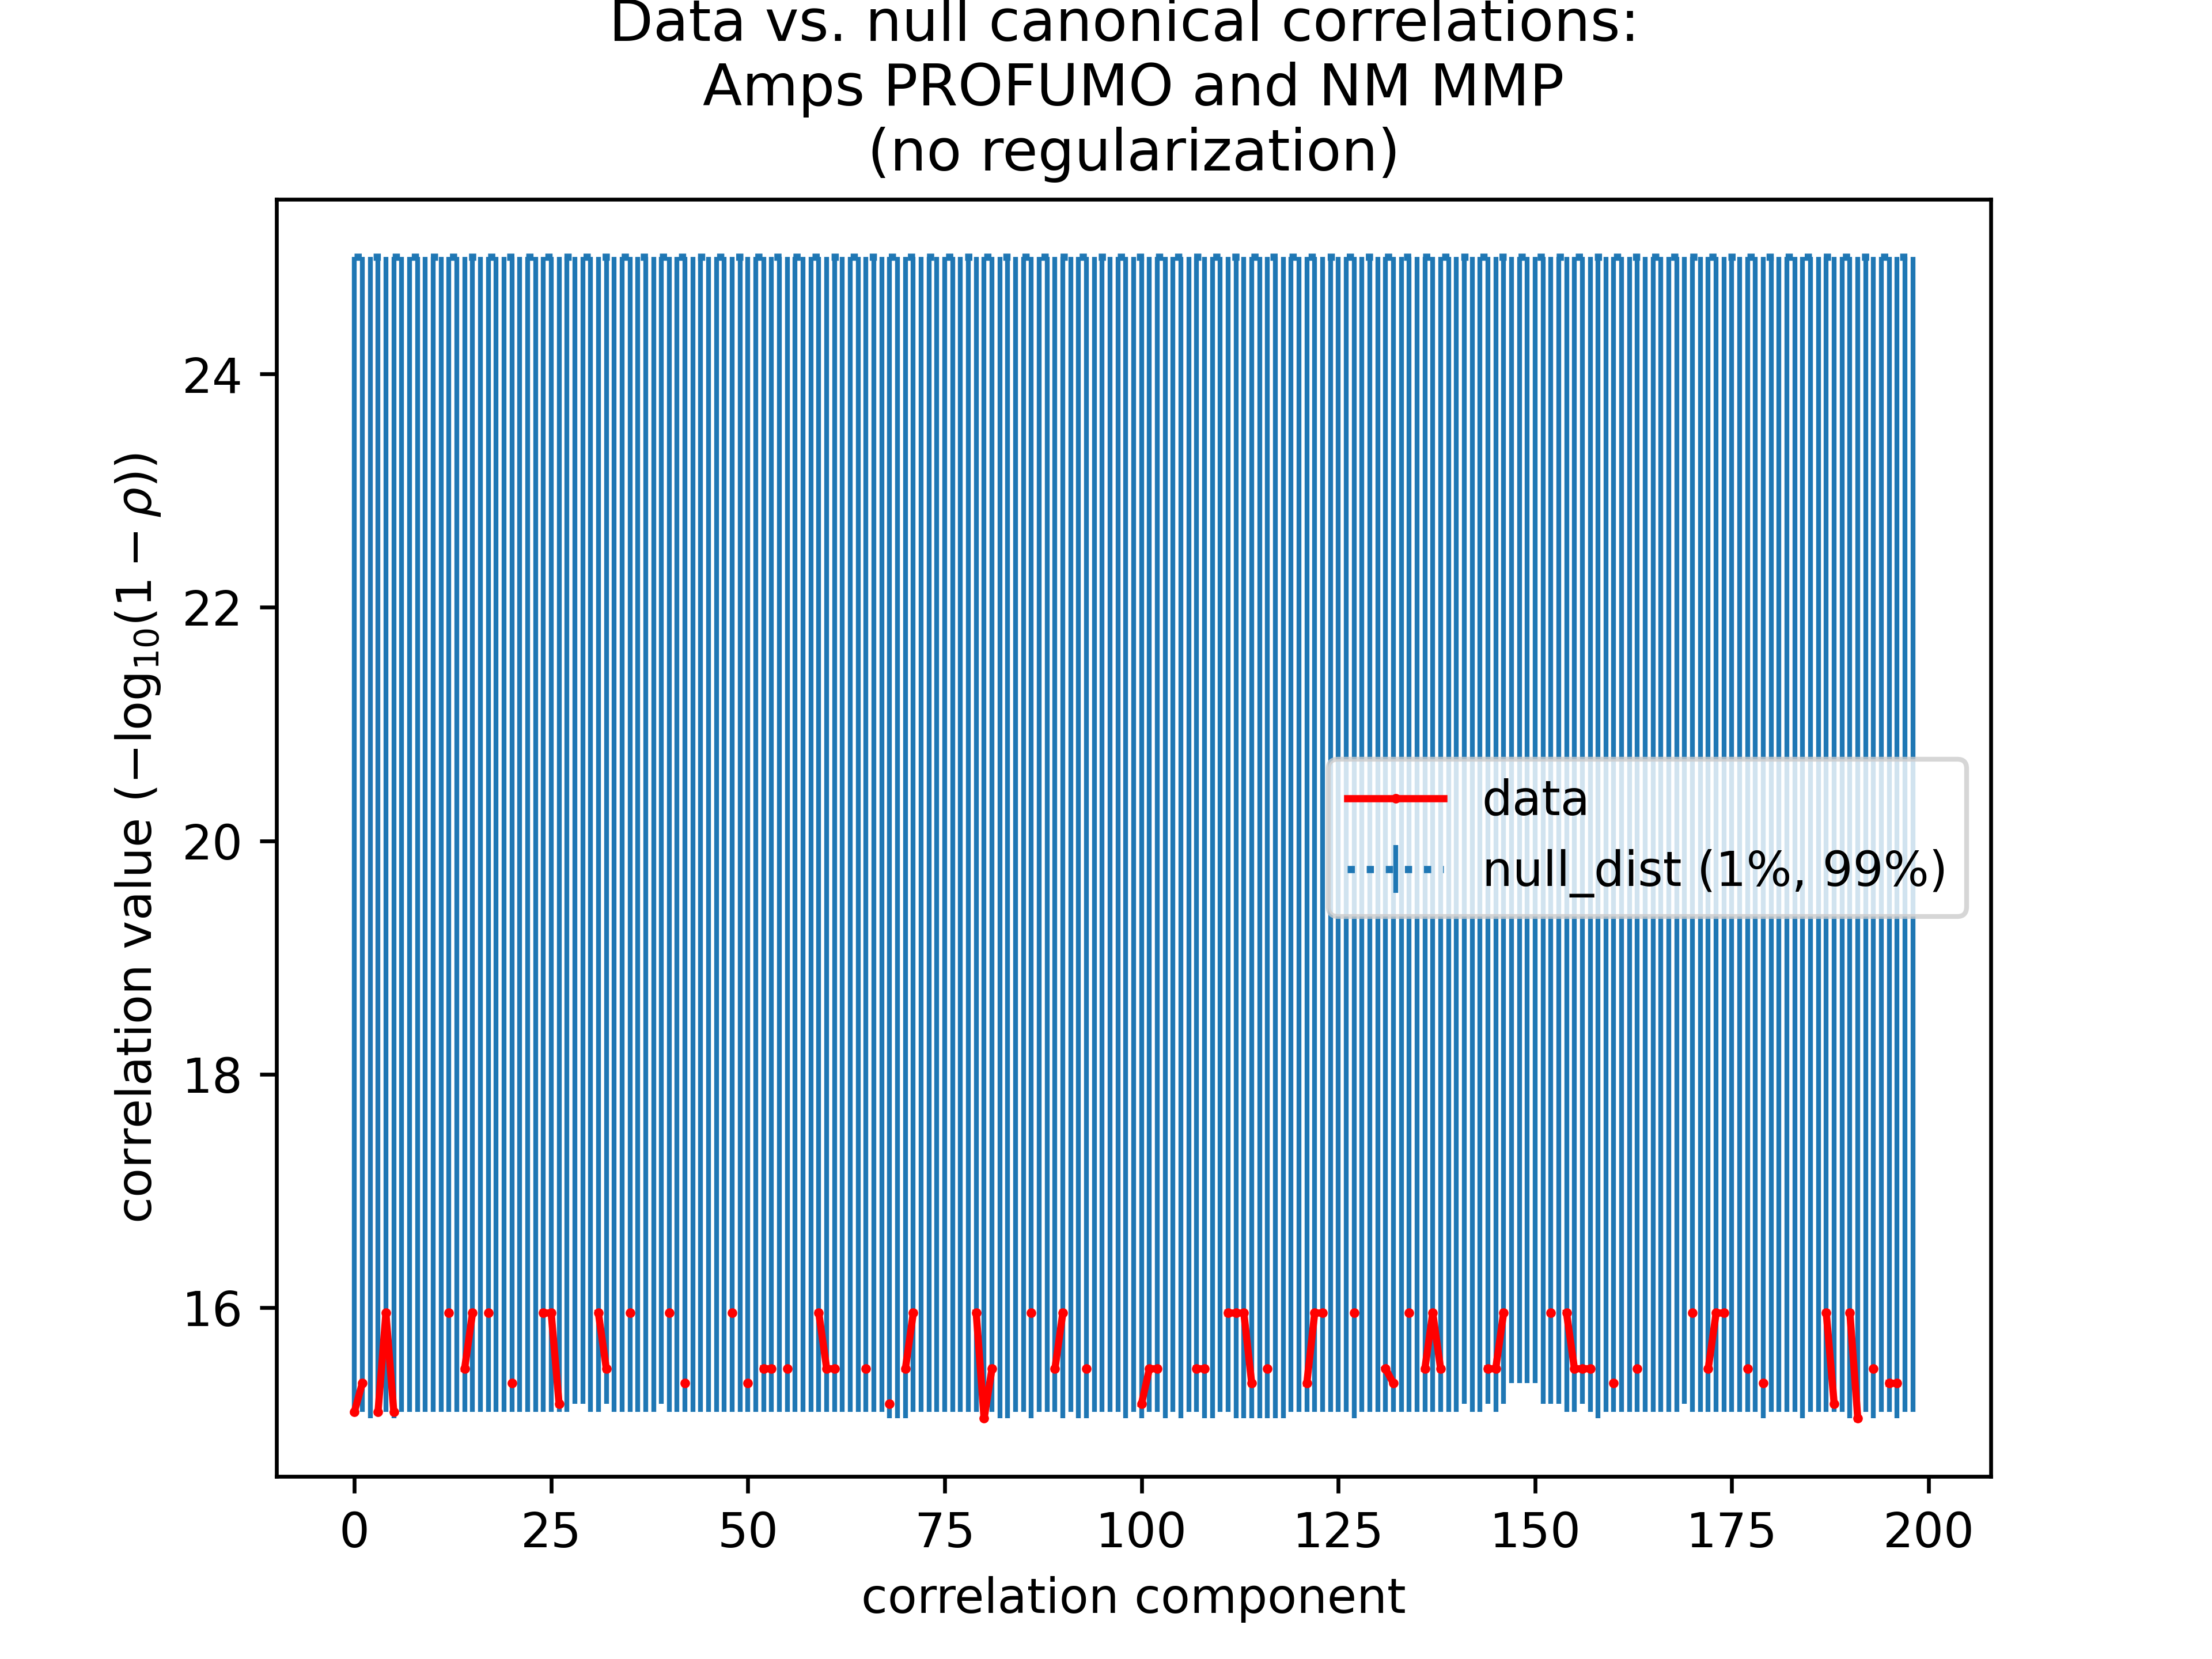 Data vs. null canonical correlations:
Amps PROFUMO and NM MMP
(no regularization)
correlation value (−log₁₀(1 − ρ))
24
22
20
18
16
data
null_dist (1%, 99%)
0 25 50 75 100 125 150 175 200
correlation component